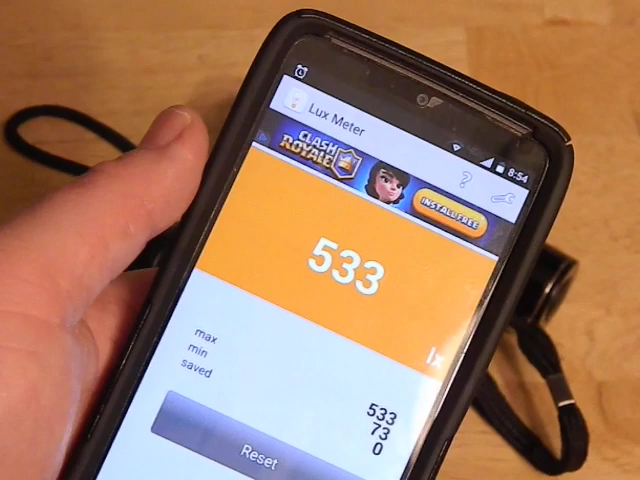 8:54
Lux Meter
?
CLASH
ROYALE
INSTALL FREE
533
lx
max 533
min 73
saved 0
Reset